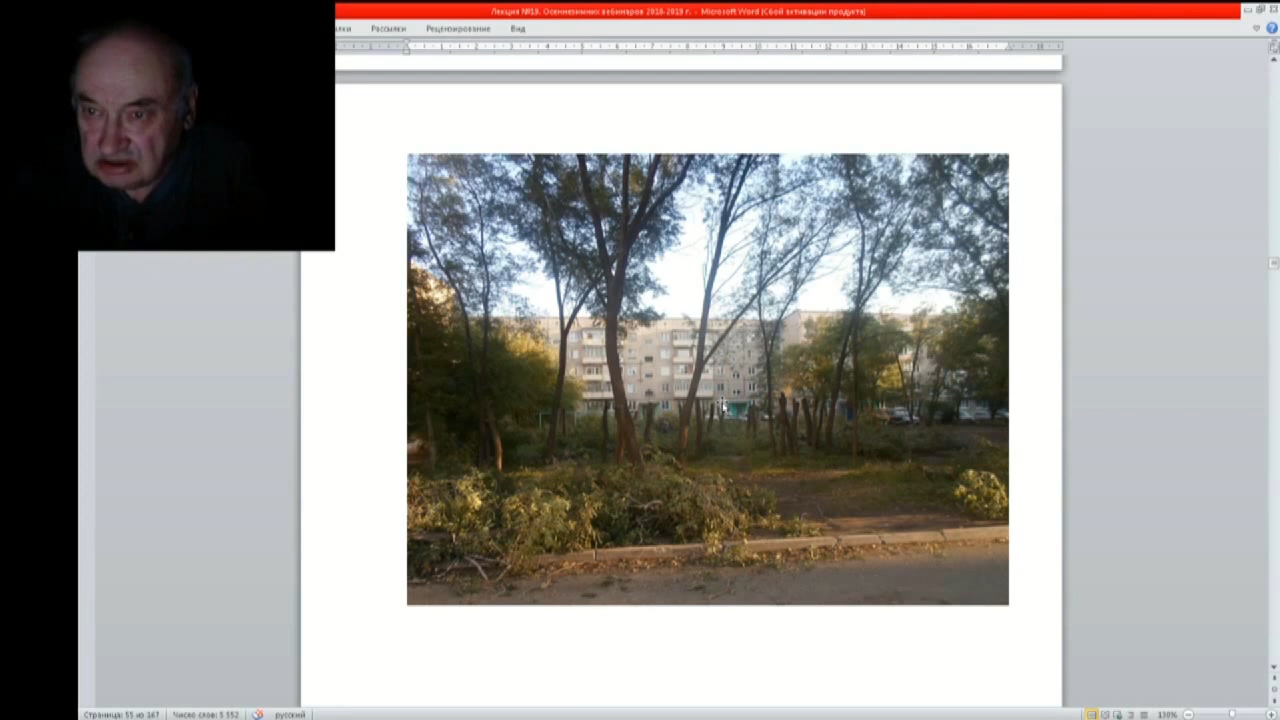 Лекция №19. Осеннезимних вебинаров 2018-2019 г. - Microsoft Word (Сбой активации продукта)
Рассылки Рецензирование Вид
Страница: 55 из 167 Число слов: 5 552 русский 130%